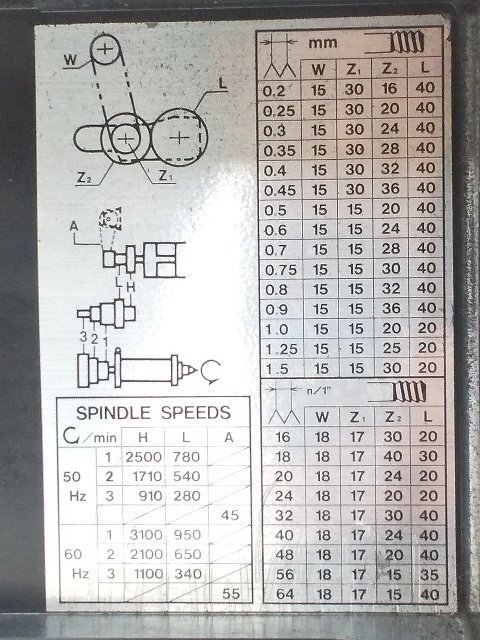 W
L
Z₂
Z₁
A
L
H
3 2 1
mm
W Z₁ Z₂ L
0.2 15 30 16 40
0.25 15 30 20 40
0.3 15 30 24 40
0.35 15 30 28 40
0.4 15 30 32 40
0.45 15 30 36 40
0.5 15 15 20 40
0.6 15 15 24 40
0.7 15 15 28 40
0.75 15 15 30 40
0.8 15 15 32 40
0.9 15 15 36 40
1.0 15 15 20 20
1.25 15 15 25 20
1.5 15 15 30 20
n/1"
W Z₁ Z₂ L
16 18 17 30 20
18 18 17 40 30
20 18 17 24 20
24 18 17 20 20
32 18 17 30 40
40 18 17 24 40
48 18 17 20 40
56 18 17 15 35
64 18 17 15 40
SPINDLE SPEEDS
/min H L A
50 Hz
1 2500 780
2 1710 540
3 910 280
45
60 Hz
1 3100 950
2 2100 650
3 1100 340
55